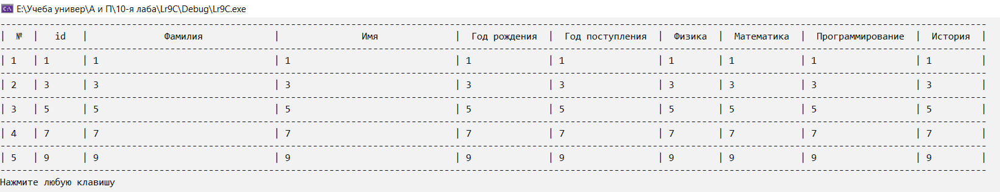 E:\Учеба универ\А и П\10-я лаба\Lr9C\Debug\Lr9C.exe
| № | id | Фамилия | Имя | Год рождения | Год поступления | Физика | Математика | Программирование | История |
| 1 | 1 | 1 | 1 | 1 | 1 | 1 | 1 | 1 | 1 |
| 2 | 3 | 3 | 3 | 3 | 3 | 3 | 3 | 3 | 3 |
| 3 | 5 | 5 | 5 | 5 | 5 | 5 | 5 | 5 | 5 |
| 4 | 7 | 7 | 7 | 7 | 7 | 7 | 7 | 7 | 7 |
| 5 | 9 | 9 | 9 | 9 | 9 | 9 | 9 | 9 | 9 |
Нажмите любую клавишу